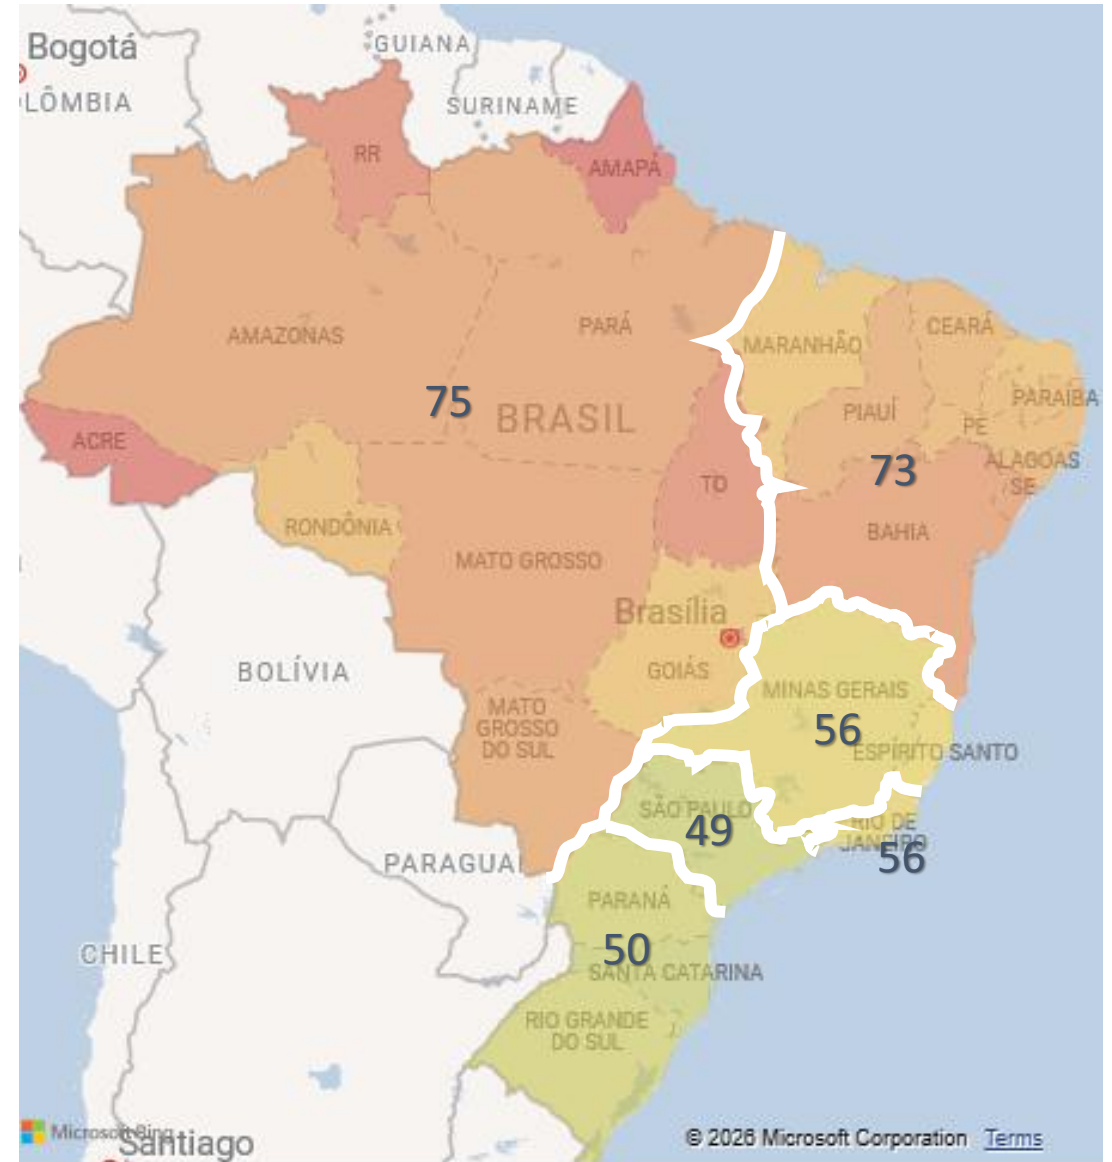 Bogotá
GUIANA
LÔMBIA
SURINAME
RR
AMAPÁ
AMAZONAS
PARÁ
MARANHÃO
CEARÁ
75
BRASIL
PARAÍBA
PIAUÍ
PE
ACRE
73
ALAGOAS
TO
SE
RONDÔNIA
BAHIA
MATO GROSSO
Brasília
BOLÍVIA
GOIÁS
MINAS GERAIS
MATO
GROSSO
DO SUL
56
ESPÍRITO SANTO
SÃO PAULO
49
RIO DE
JANEIRO
56
PARAGUAI
PARANÁ
50
CHILE
SANTA CATARINA
RIO GRANDE
DO SUL
Microsoft Bing
Santiago
© 2026 Microsoft Corporation Terms